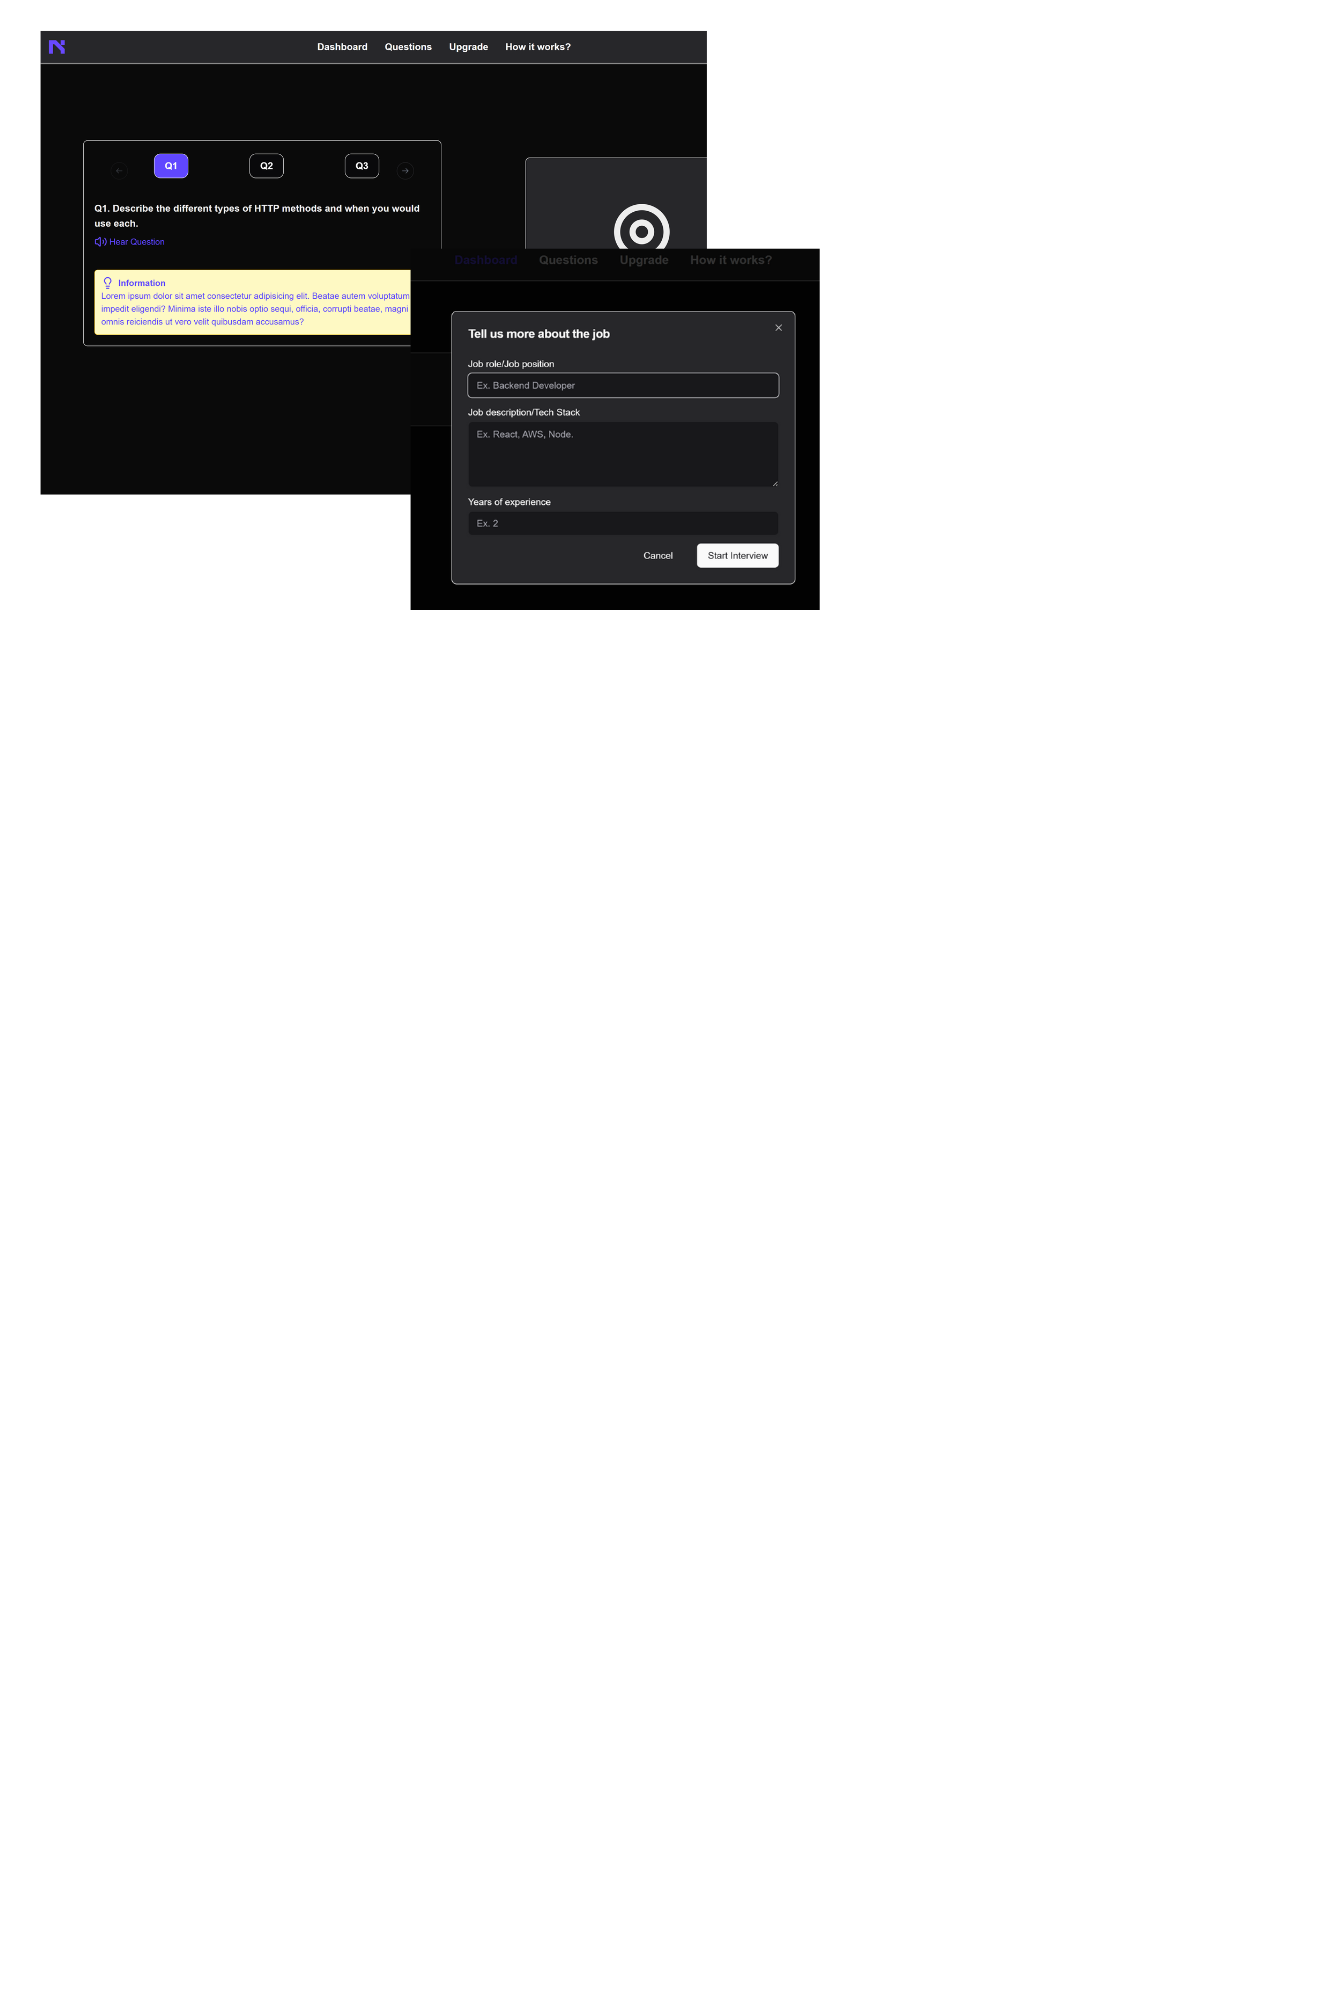 Dashboard Questions Upgrade How it works?
Q1 Q2 Q3
Q1. Describe the different types of HTTP methods and when you would
use each.
Hear Question
Information
Lorem ipsum dolor sit amet consectetur adipisicing elit. Beatae autem voluptatum
impedit eligendi? Minima iste illo nobis optio sequi, officia, corrupti beatae, magni
omnis reiciendis ut vero velit quibusdam accusamus?
Dashboard Questions Upgrade How it works?
Tell us more about the job
Job role/Job position
Ex. Backend Developer
Job description/Tech Stack
Ex. React, AWS, Node.
Years of experience
Ex. 2
Cancel Start Interview